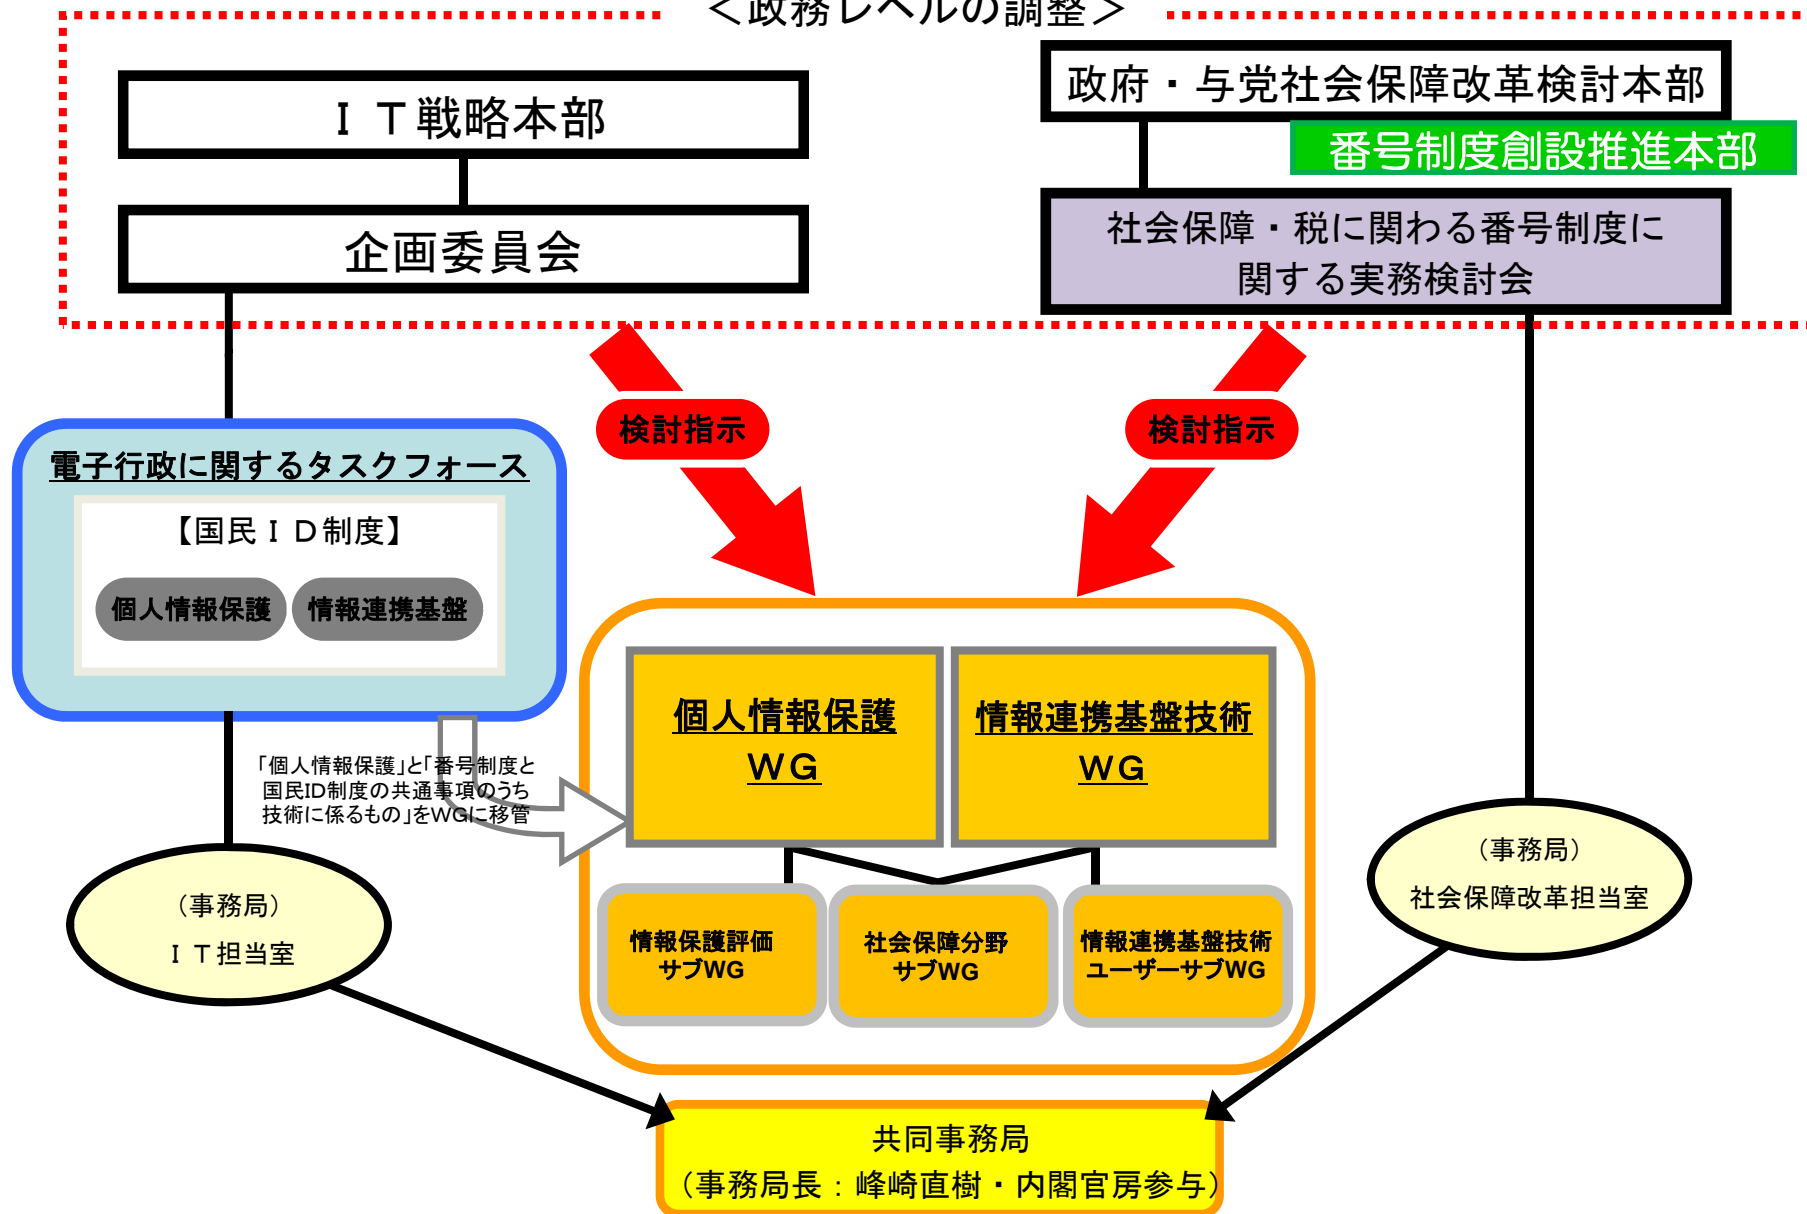 ＜政務レベルの調整＞
ＩＴ戦略本部
企画委員会
政府・与党社会保障改革検討本部
番号制度創設推進本部
社会保障・税に関わる番号制度に
関する実務検討会
検討指示
検討指示
電子行政に関するタスクフォース
【国民ＩＤ制度】
個人情報保護
情報連携基盤
「個人情報保護」と「番号制度と
国民ID制度の共通事項のうち
技術に係るもの」をWGに移管
個人情報保護
ＷＧ
情報連携基盤技術
ＷＧ
情報保護評価
サブWG
社会保障分野
サブWG
情報連携基盤技術
ユーザーサブWG
（事務局）
ＩＴ担当室
（事務局）
社会保障改革担当室
共同事務局
（事務局長：峰崎直樹・内閣官房参与）